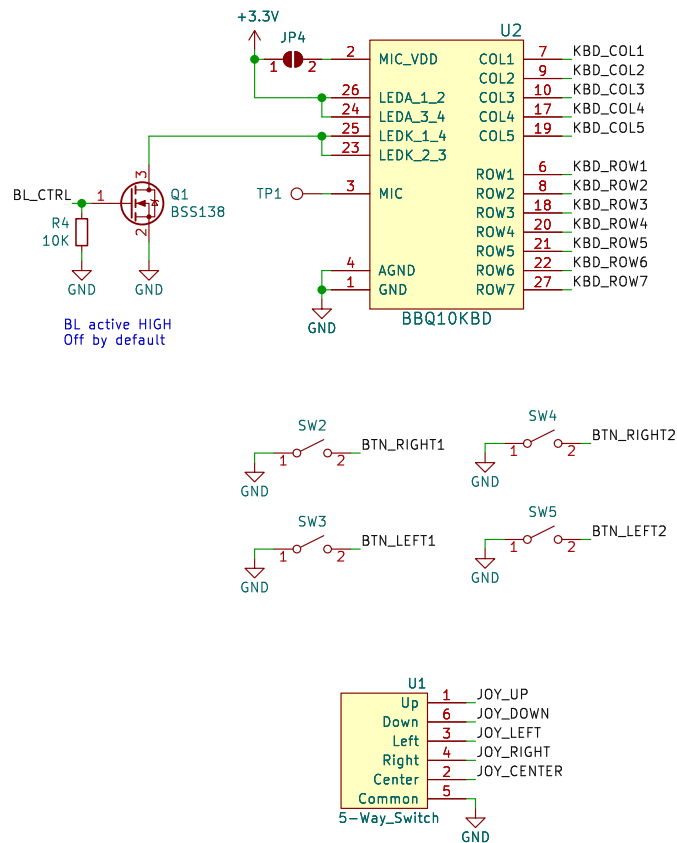 +3.3V
JP4
1 2
U2
2 MIC_VDD COL1 7 KBD_COL1
COL2 9 KBD_COL2
26 LEDA_1_2 COL3 10 KBD_COL3
24 LEDA_3_4 COL4 17 KBD_COL4
25 LEDK_1_4 COL5 19 KBD_COL5
23 LEDK_2_3
ROW1 6 KBD_ROW1
TP1 3 MIC ROW2 8 KBD_ROW2
ROW3 18 KBD_ROW3
ROW4 20 KBD_ROW4
ROW5 21 KBD_ROW5
4 AGND ROW6 22 KBD_ROW6
1 GND ROW7 27 KBD_ROW7
GND
BBQ10KBD
3
BL_CTRL 1 Q1
BSS138
R4
10K
2
GND GND
BL active HIGH
Off by default
SW2
1 2 BTN_RIGHT1
GND
SW4
1 2 BTN_RIGHT2
GND
SW3
1 2 BTN_LEFT1
GND
SW5
1 2 BTN_LEFT2
GND
U1
Up 1 JOY_UP
Down 6 JOY_DOWN
Left 3 JOY_LEFT
Right 4 JOY_RIGHT
Center 2 JOY_CENTER
Common 5
5-Way_Switch
GND